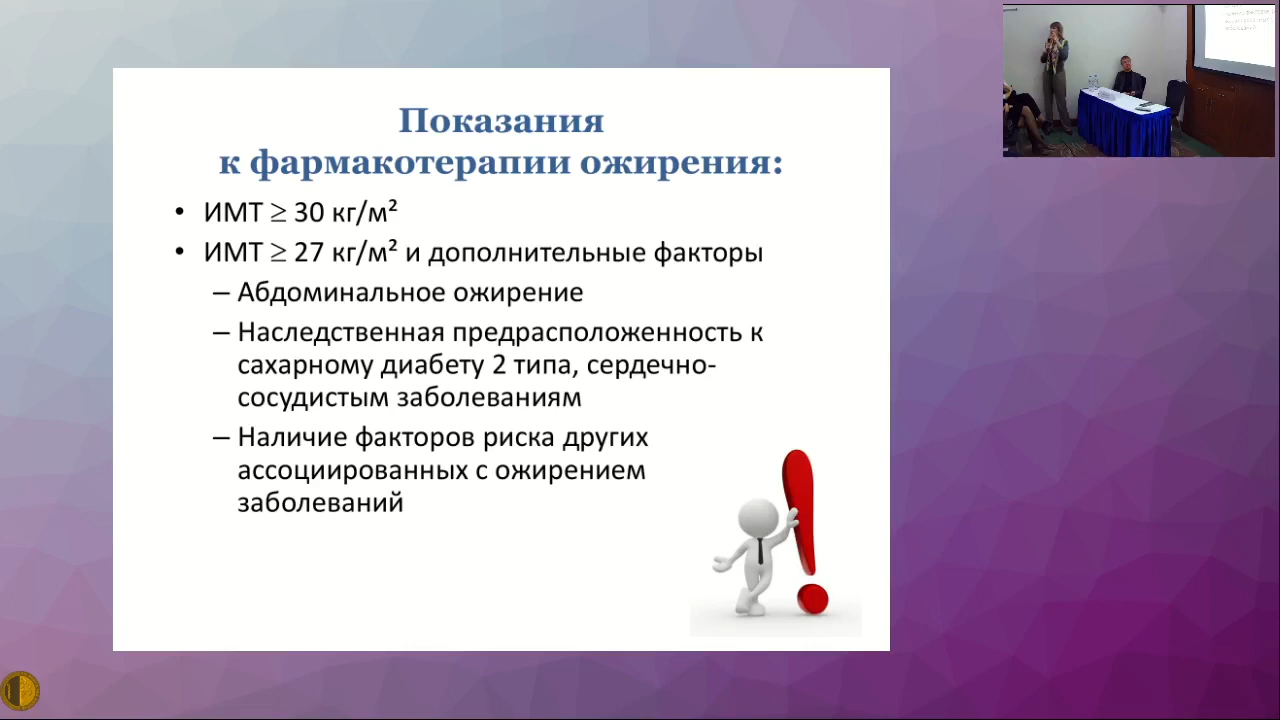 Показания
к фармакотерапии ожирения:
• ИМТ ≥ 30 кг/м²
• ИМТ ≥ 27 кг/м² и дополнительные факторы
– Абдоминальное ожирение
– Наследственная предрасположенность к
сахарному диабету 2 типа, сердечно-
сосудистым заболеваниям
– Наличие факторов риска других
ассоциированных с ожирением
заболеваний